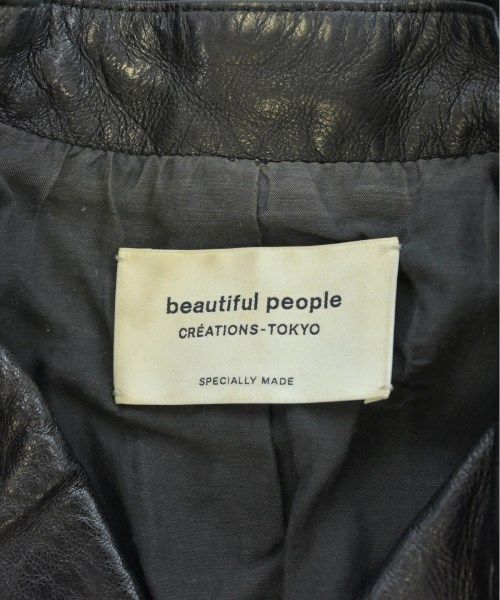 beautiful people
CRÉATIONS-TOKYO
SPECIALLY MADE